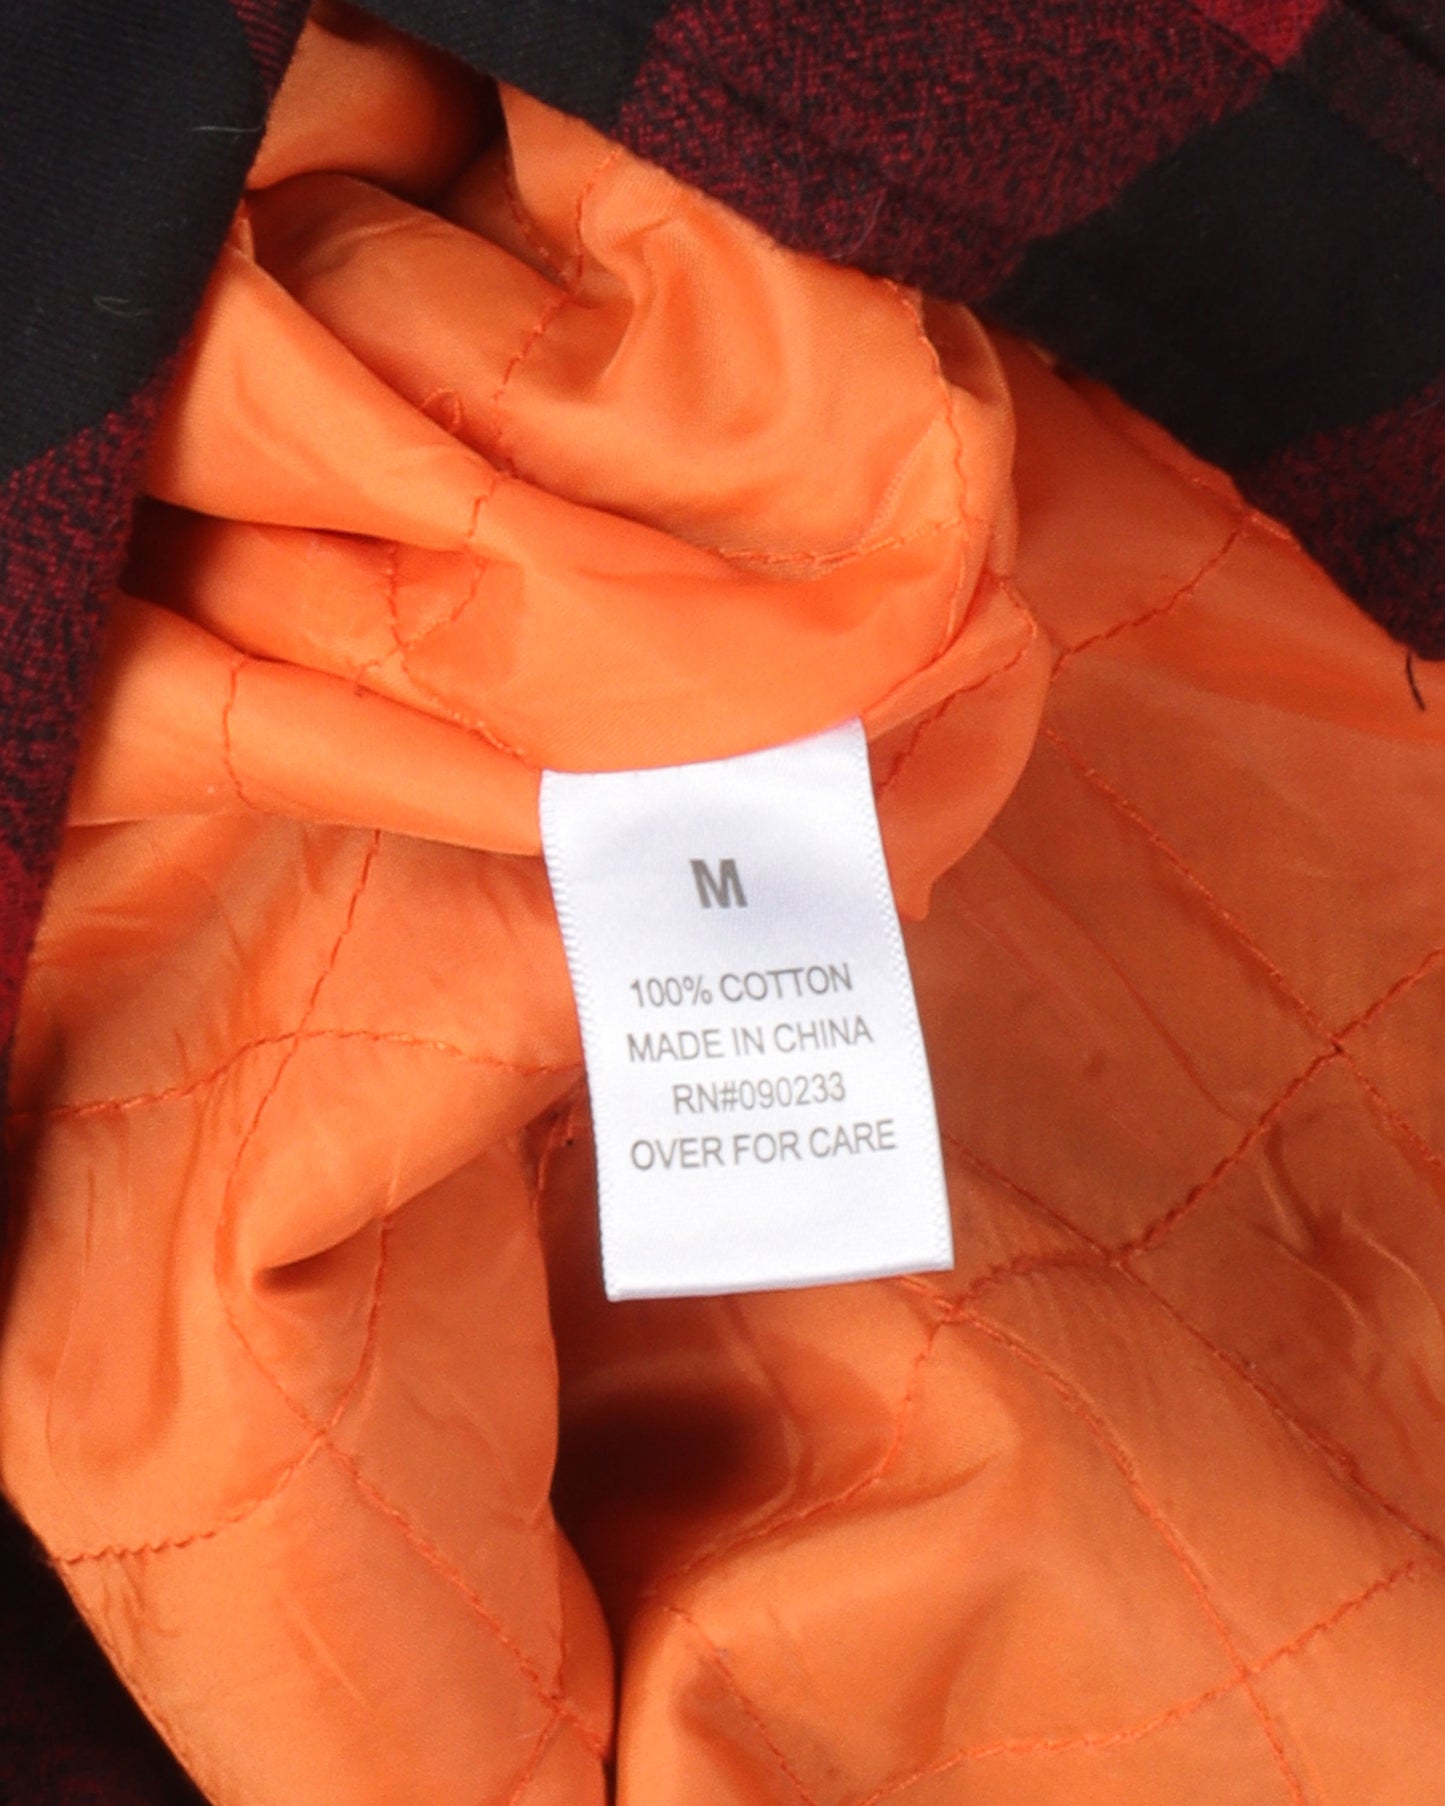 M
100% COTTON
MADE IN CHINA
RN#090233
OVER FOR CARE